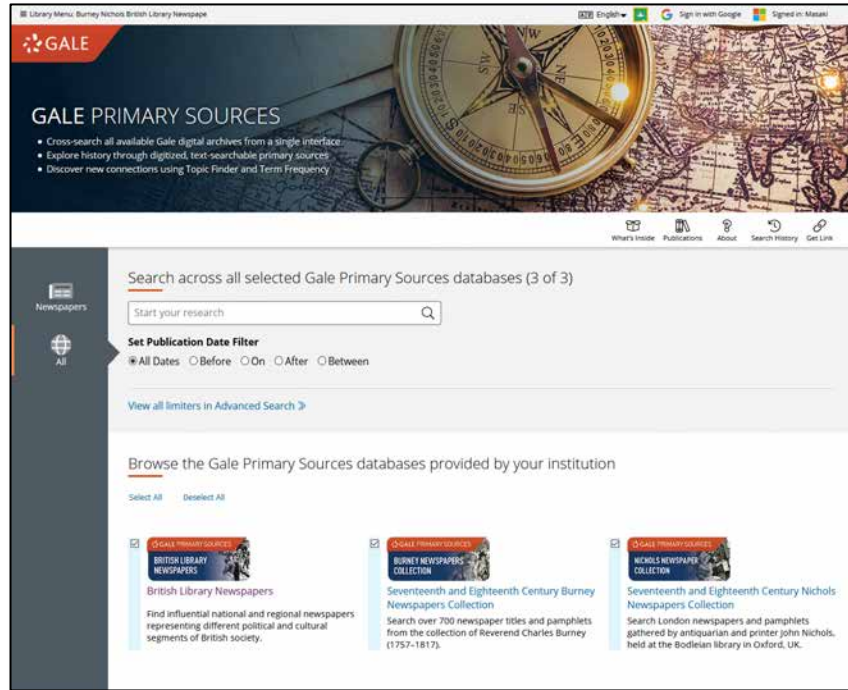 Library Menu: Burney Nichols British Library Newspape
English
Sign in with Google
Signed in: Masaki
GALE
GALE PRIMARY SOURCES
• Cross-search all available Gale digital archives from a single interface
• Explore history through digitized, text-searchable primary sources
• Discover new connections using Topic Finder and Term Frequency
What's Inside
Publications
About
Search History
Get Link
Newspapers
All
Search across all selected Gale Primary Sources databases (3 of 3)
Start your research
Set Publication Date Filter
All Dates Before On After Between
View all limiters in Advanced Search
Browse the Gale Primary Sources databases provided by your institution
Select All Deselect All
GALE PRIMARY SOURCES
BRITISH LIBRARY
NEWSPAPERS
British Library Newspapers
Find influential national and regional newspapers
representing different political and cultural
segments of British society.
GALE PRIMARY SOURCES
BURNEY NEWSPAPERS
COLLECTION
Seventeenth and Eighteenth Century Burney
Newspapers Collection
Search over 700 newspaper titles and pamphlets
from the collection of Reverend Charles Burney
(1757–1817).
GALE PRIMARY SOURCES
NICHOLS NEWSPAPER
COLLECTION
Seventeenth and Eighteenth Century Nichols
Newspapers Collection
Search London newspapers and pamphlets
gathered by antiquarian and printer John Nichols,
held at the Bodleian library in Oxford, UK.